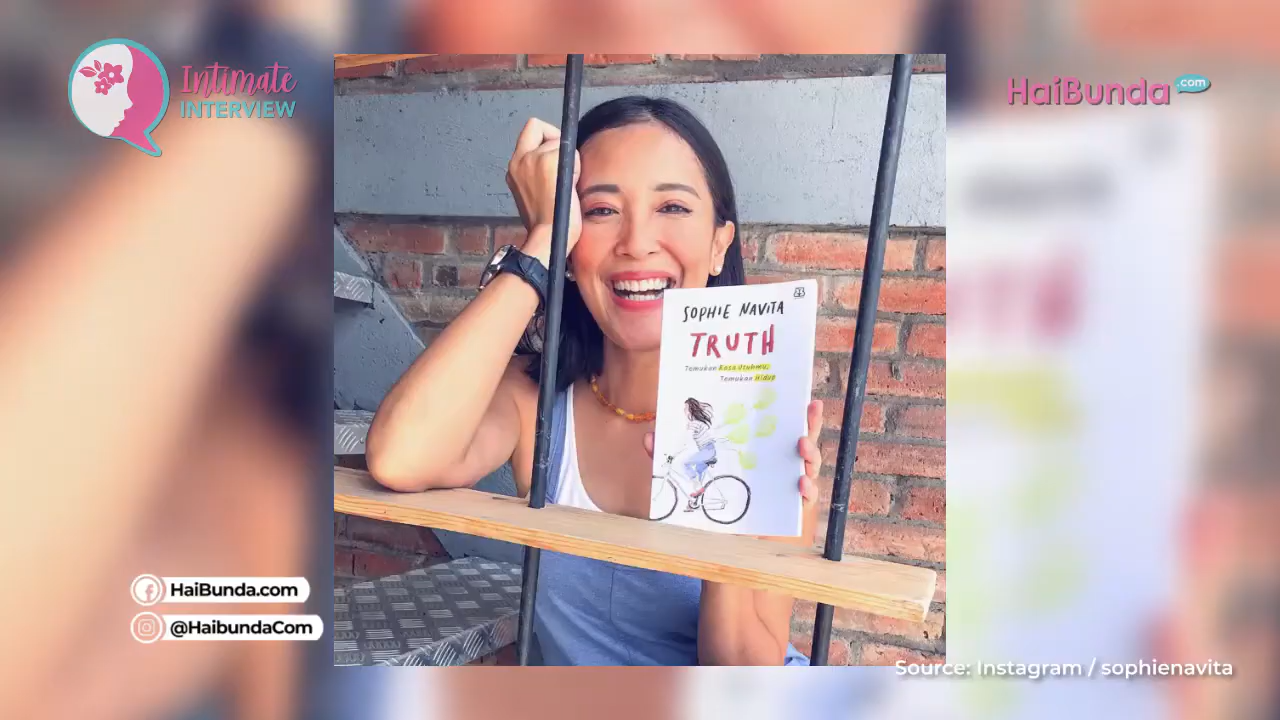 Intimate
INTERVIEW
HaiBunda.com
SOPHIE NAVITA
TRUTH
Temukan Rasa Utuhmu,
Temukan Hidup
HaiBunda.com
@HaibundaCom
Source: Instagram / sophienavita